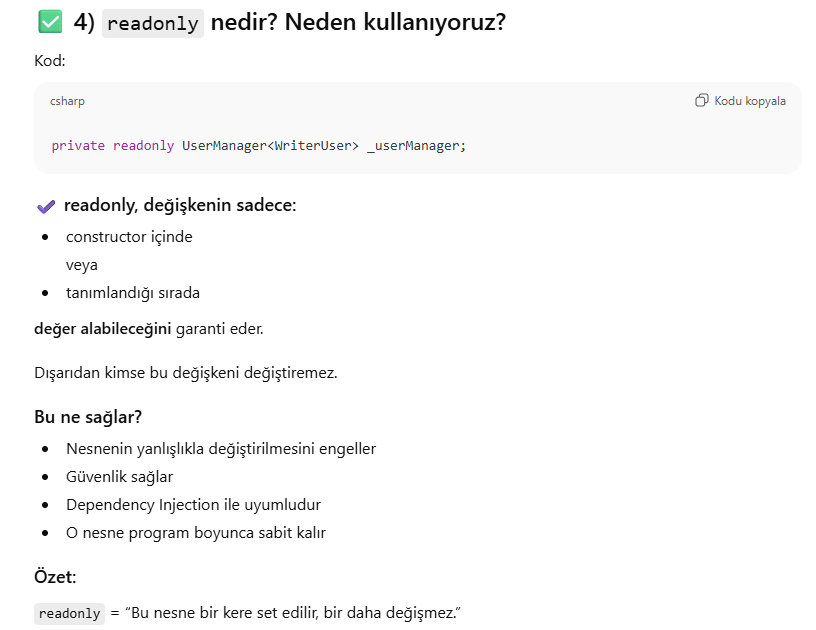 ✅ 4) readonly nedir? Neden kullanıyoruz?
Kod:
csharp
Kodu kopyala
private readonly UserManager<WriterUser> _userManager;
✔ readonly, değişkenin sadece:
• constructor içinde
veya
• tanımlandığı sırada
değer alabileceğini garanti eder.
Dışarıdan kimse bu değişkeni değiştiremez.
Bu ne sağlar?
• Nesnenin yanlışlıkla değiştirilmesini engeller
• Güvenlik sağlar
• Dependency Injection ile uyumludur
• O nesne program boyunca sabit kalır
Özet:
readonly = “Bu nesne bir kere set edilir, bir daha değişmez.”